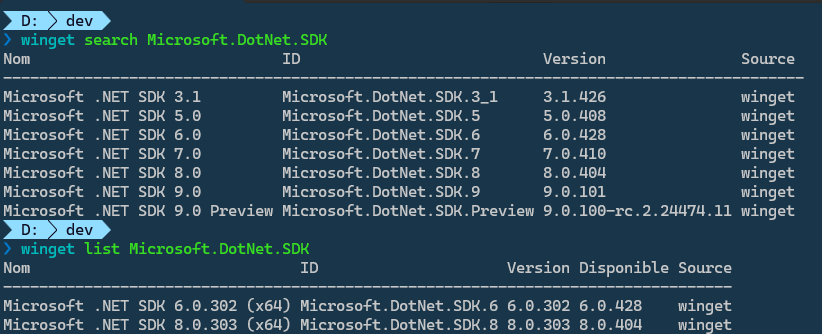 D: dev
❯ winget search Microsoft.DotNet.SDK
Nom ID Version Source
--------------------------------------------------------------------------------
Microsoft .NET SDK 3.1 Microsoft.DotNet.SDK.3_1 3.1.426 winget
Microsoft .NET SDK 5.0 Microsoft.DotNet.SDK.5 5.0.408 winget
Microsoft .NET SDK 6.0 Microsoft.DotNet.SDK.6 6.0.428 winget
Microsoft .NET SDK 7.0 Microsoft.DotNet.SDK.7 7.0.410 winget
Microsoft .NET SDK 8.0 Microsoft.DotNet.SDK.8 8.0.404 winget
Microsoft .NET SDK 9.0 Microsoft.DotNet.SDK.9 9.0.101 winget
Microsoft .NET SDK 9.0 Preview Microsoft.DotNet.SDK.Preview 9.0.100-rc.2.24474.11 winget
D: dev
❯ winget list Microsoft.DotNet.SDK
Nom ID Version Disponible Source
--------------------------------------------------------------------------------
Microsoft .NET SDK 6.0.302 (x64) Microsoft.DotNet.SDK.6 6.0.302 6.0.428 winget
Microsoft .NET SDK 8.0.303 (x64) Microsoft.DotNet.SDK.8 8.0.303 8.0.404 winget